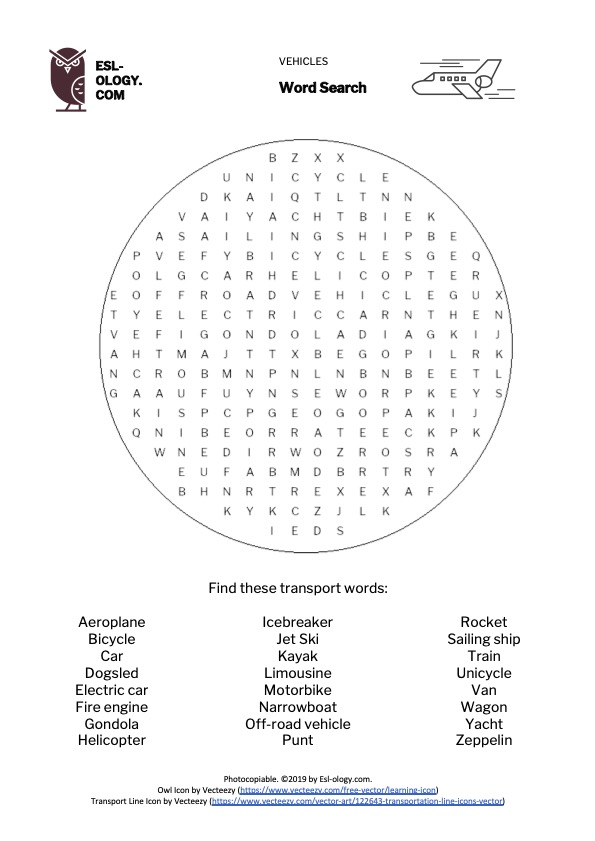 ESL-
OLOGY.
COM
VEHICLES
Word Search
B Z X X
U N I C Y C L E
D K A I Q T L T N N
V A I Y A C H T B I E K
A S A I L I N G S H I P B E
P V E F Y B I C Y C L E S G E Q
O L G C A R H E L I C O P T E R
E O F F R O A D V E H I C L E G U X
T Y E L E C T R I C C A R N T H E N
V E F I G O N D O L A D I A G K I J
A H T M A J T T X B E G O P I L R K
N C R O B M N P N L N B N B E E T L
G A A U F U Y N S E W O R P K E Y S
K I S P C P G E O G O P A K I J
Q N I B E O R R A T E E C K P K
W N E D I R W O Z R O S R A
E U F A B M D B R T R Y
B H N R T R E X E X A F
K Y K C Z J L K
I E D S
Find these transport words:
Aeroplane Icebreaker Rocket
Bicycle Jet Ski Sailing ship
Car Kayak Train
Dogsled Limousine Unicycle
Electric car Motorbike Van
Fire engine Narrowboat Wagon
Gondola Off-road vehicle Yacht
Helicopter Punt Zeppelin
Photocopiable. ©2019 by Esl-ology.com.
Owl Icon by Vecteezy (https://www.vecteezy.com/free-vector/learning-icon)
Transport Line Icon by Vecteezy (https://www.vecteezy.com/vector-art/122643-transportation-line-icons-vector)